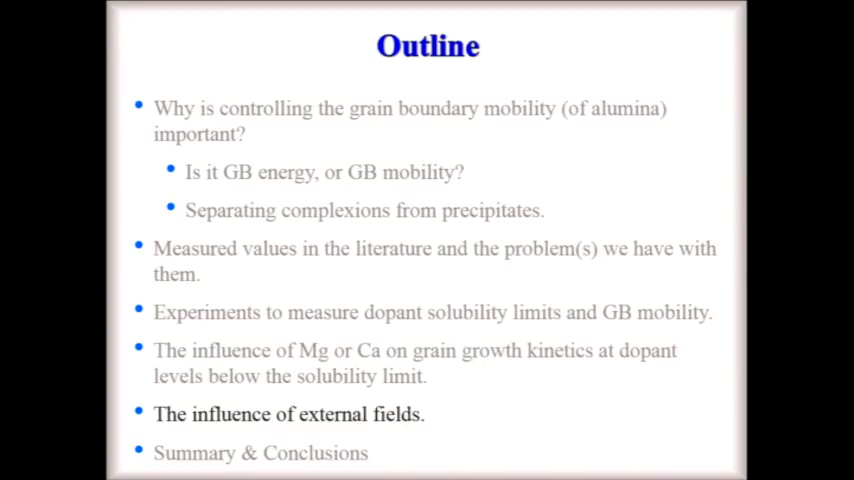 Outline
Why is controlling the grain boundary mobility (of alumina)
important?
Is it GB energy, or GB mobility?
Separating complexions from precipitates.
Measured values in the literature and the problem(s) we have with
them.
Experiments to measure dopant solubility limits and GB mobility.
The influence of Mg or Ca on grain growth kinetics at dopant
levels below the solubility limit.
The influence of external fields.
Summary & Conclusions